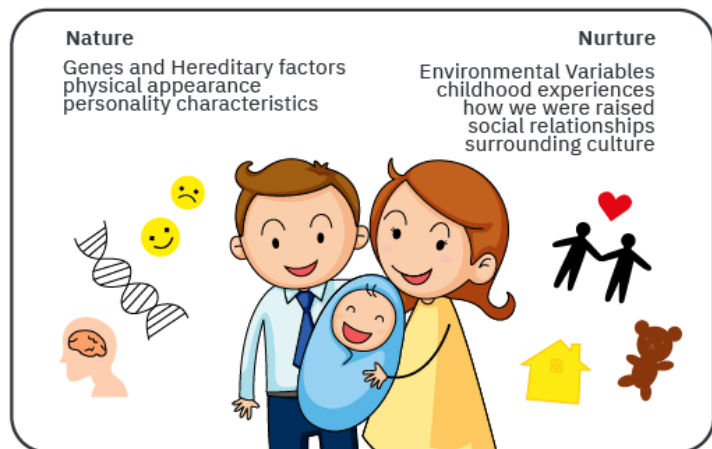 Nature
Genes and Hereditary factors
physical appearance
personality characteristics
Nurture
Environmental Variables
childhood experiences
how we were raised
social relationships
surrounding culture